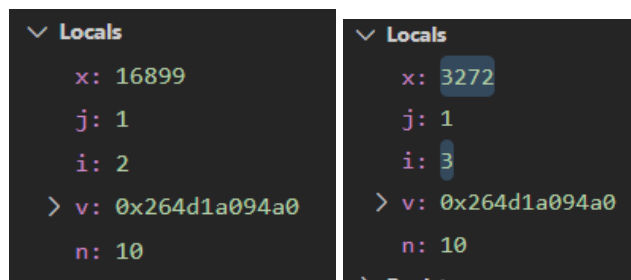 Locals
x: 16899
j: 1
i: 2
v: 0x264d1a094a0
n: 10
Locals
x: 3272
j: 1
i: 3
v: 0x264d1a094a0
n: 10